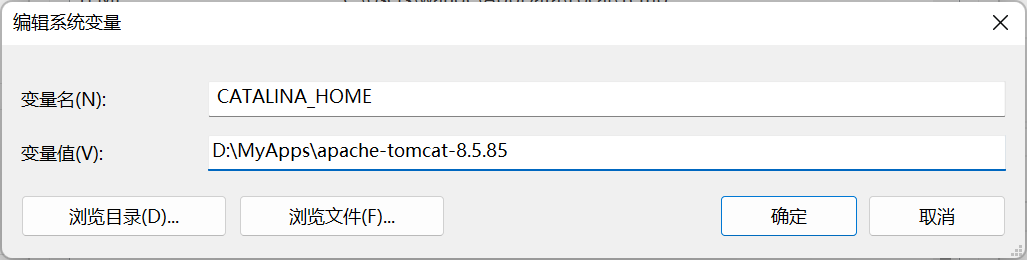 编辑系统变量
变量名(N): CATALINA_HOME
变量值(V): D:\MyApps\apache-tomcat-8.5.85
浏览目录(D)... 浏览文件(F)... 确定 取消